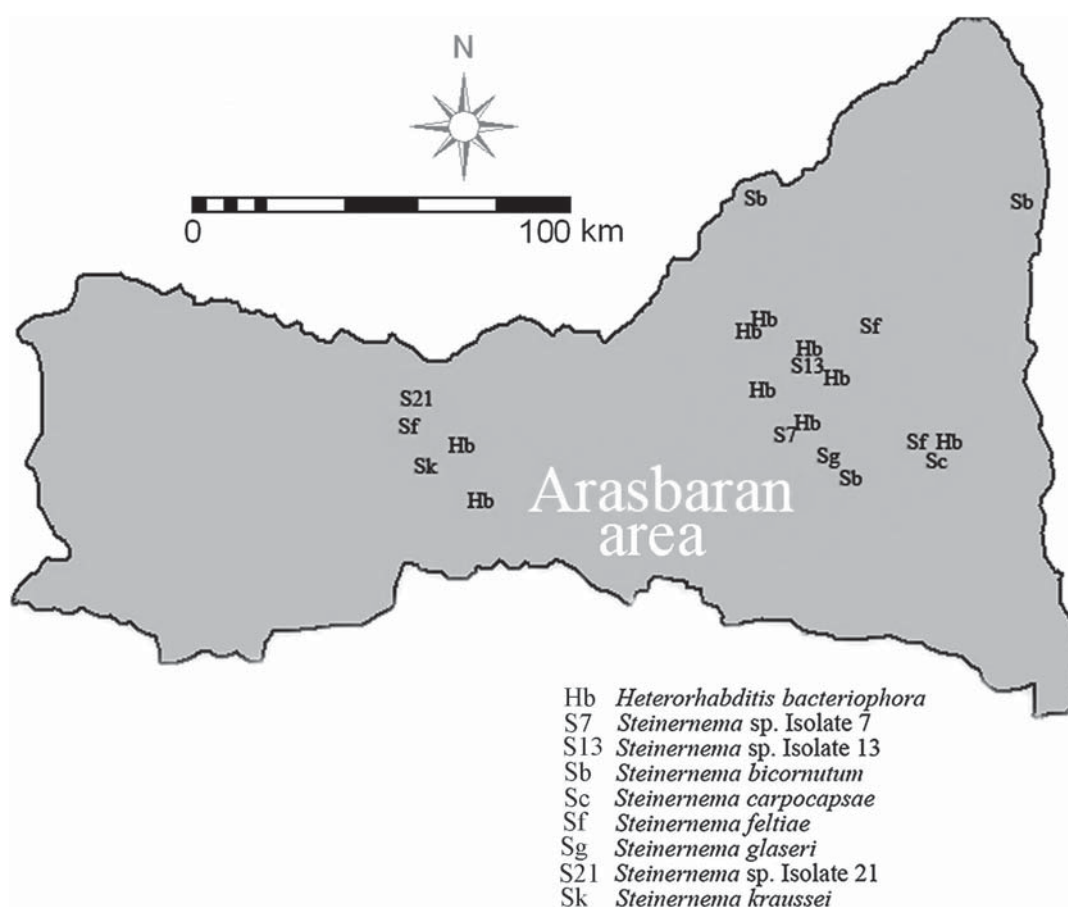 N
0 100 km
Sb Sb
Hb
Hb Sf
Hb
S13
Hb
Hb
S21
Sf
Hb
S7
Hb
Sf Hb
Sk
Sg
Sc
Sb
Hb
Arasbaran
area
Hb Heterorhabditis bacteriophora
S7 Steinernema sp. Isolate 7
S13 Steinernema sp. Isolate 13
Sb Steinernema bicornutum
Sc Steinernema carpocapsae
Sf Steinernema feltiae
Sg Steinernema glaseri
S21 Steinernema sp. Isolate 21
Sk Steinernema kraussei